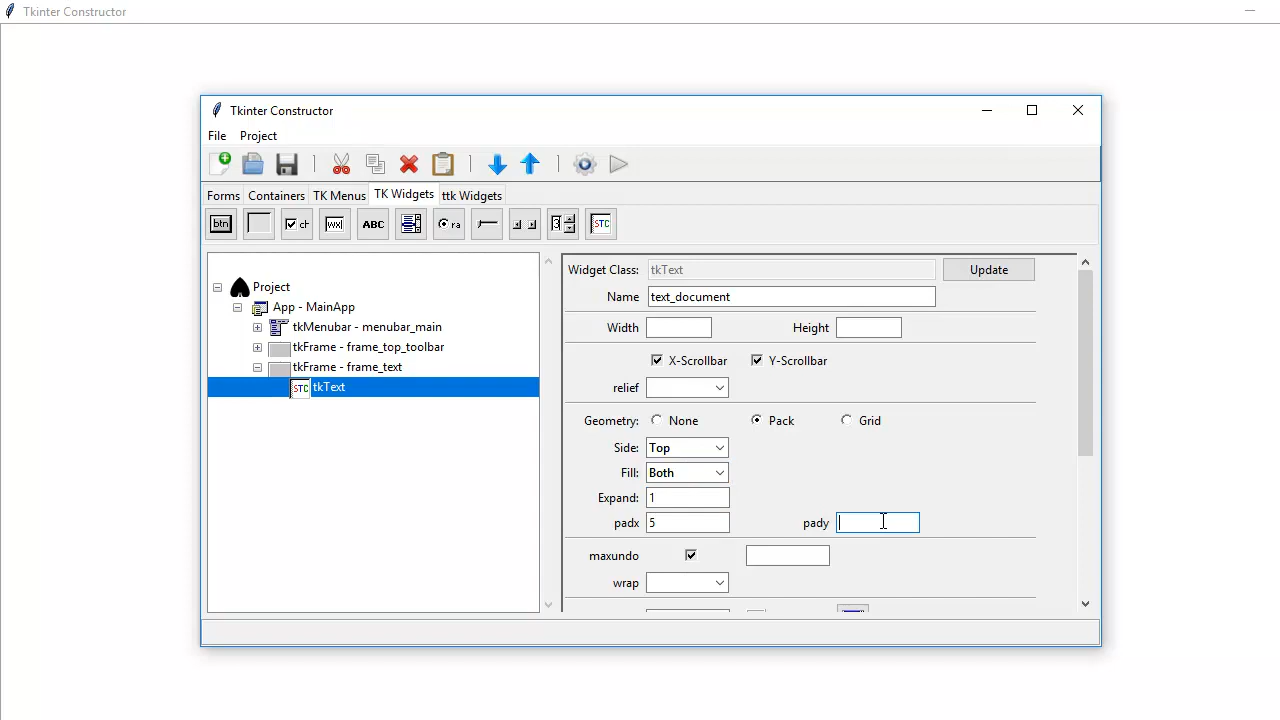 Tkinter Constructor
Tkinter Constructor
File Project
Forms Containers TK Menus TK Widgets ttk Widgets
btn ch wx ABC ra 3 STC
Project
App - MainApp
tkMenubar - menubar_main
tkFrame - frame_top_toolbar
tkFrame - frame_text
STC tkText
Widget Class: tkText Update
Name text_document
Width Height
X-Scrollbar Y-Scrollbar
relief
Geometry: None Pack Grid
Side: Top
Fill: Both
Expand: 1
padx 5 pady
maxundo
wrap